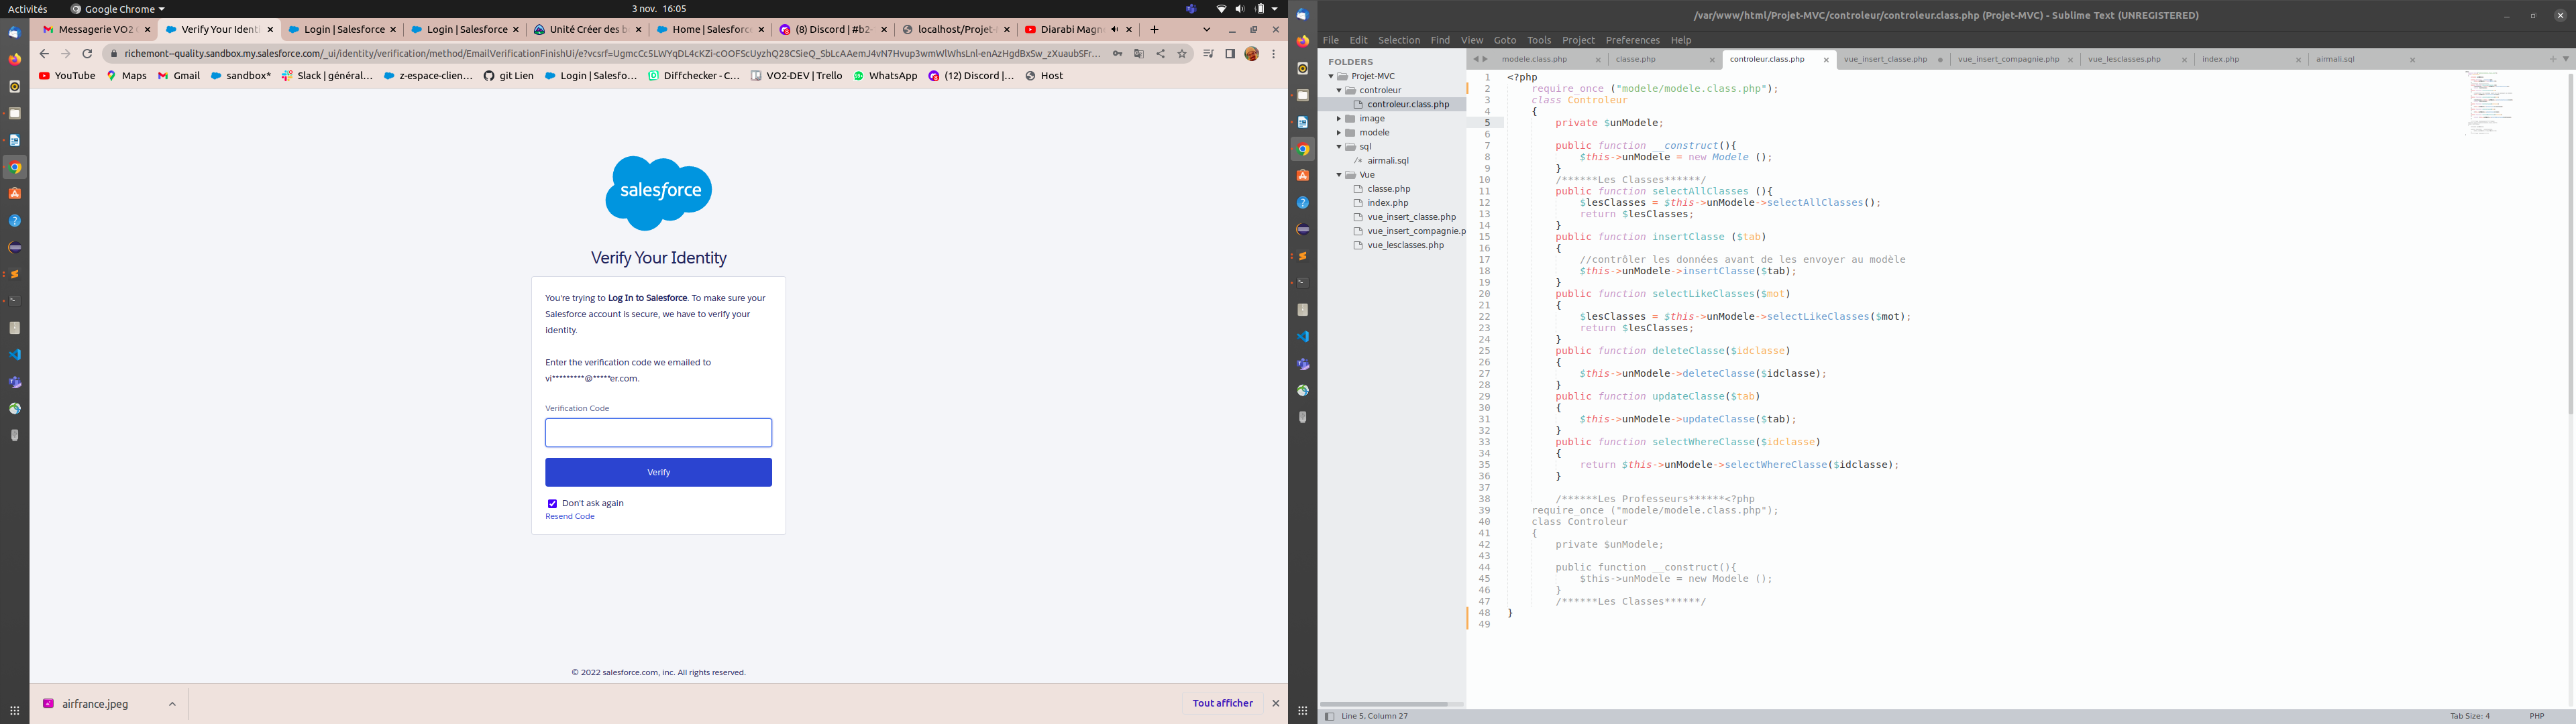 Activités
Google Chrome
3 nov. 16:05
Messagerie VO2
Verify Your Identi
Login | Salesforce
Login | Salesforce
Unité Créer des b
Home | Salesforc
(8) Discord | #b2-
localhost/Projet-
Diarabi Magn
richemont--quality.sandbox.my.salesforce.com/_ui/identity/verification/method/EmailVerificationFinishUi/e?vcsrf=
YouTube
Maps
Gmail
sandbox*
Slack | général...
z-espace-clien...
git Lien
Login | Salesfo...
Diffchecker - C...
VO2-DEV | Trello
WhatsApp
(12) Discord |...
Host
salesforce
Verify Your Identity
You're trying to Log In to Salesforce. To make sure your
Salesforce account is secure, we have to verify your
identity.
Enter the verification code we emailed to
vi*********@*****er.com.
Verification Code
Verify
Don't ask again
Resend Code
© 2022 salesforce.com, inc. All rights reserved.
airfrance.jpeg
Tout afficher
/var/www/html/Projet-MVC/controleur/controleur.class.php (Projet-MVC) - Sublime Text (UNREGISTERED)
File Edit Selection Find View Goto Tools Project Preferences Help
FOLDERS
Projet-MVC
controleur
controleur.class.php
image
modele
sql
airmali.sql
Vue
classe.php
index.php
vue_insert_classe.php
vue_insert_compagnie.p
vue_lesclasses.php
modele.class.php
classe.php
controleur.class.php
vue_insert_classe.php
vue_insert_compagnie.php
vue_lesclasses.php
index.php
airmali.sql
1 <?php
2 require_once ("modele/modele.class.php");
3 class Controleur
4 {
5 private $unModele;
6
7 public function __construct(){
8 $this->unModele = new Modele ();
9 }
10 /******Les Classes******/
11 public function selectAllClasses (){
12 $lesClasses = $this->unModele->selectAllClasses();
13 return $lesClasses;
14 }
15 public function insertClasse ($tab)
16 {
17 //contrôler les données avant de les envoyer au modèle
18 $this->unModele->insertClasse($tab);
19 }
20 public function selectLikeClasses($mot)
21 {
22 $lesClasses = $this->unModele->selectLikeClasses($mot);
23 return $lesClasses;
24 }
25 public function deleteClasse($idclasse)
26 {
27 $this->unModele->deleteClasse($idclasse);
28 }
29 public function updateClasse($tab)
30 {
31 $this->unModele->updateClasse($tab);
32 }
33 public function selectWhereClasse($idclasse)
34 {
35 return $this->unModele->selectWhereClasse($idclasse);
36 }
37
38 /******Les Professeurs******<?php
39 require_once ("modele/modele.class.php");
40 class Controleur
41 {
42 private $unModele;
43
44 public function __construct(){
45 $this->unModele = new Modele ();
46 }
47 /******Les Classes******/
48 }
49
Line 5, Column 27
Tab Size: 4
PHP